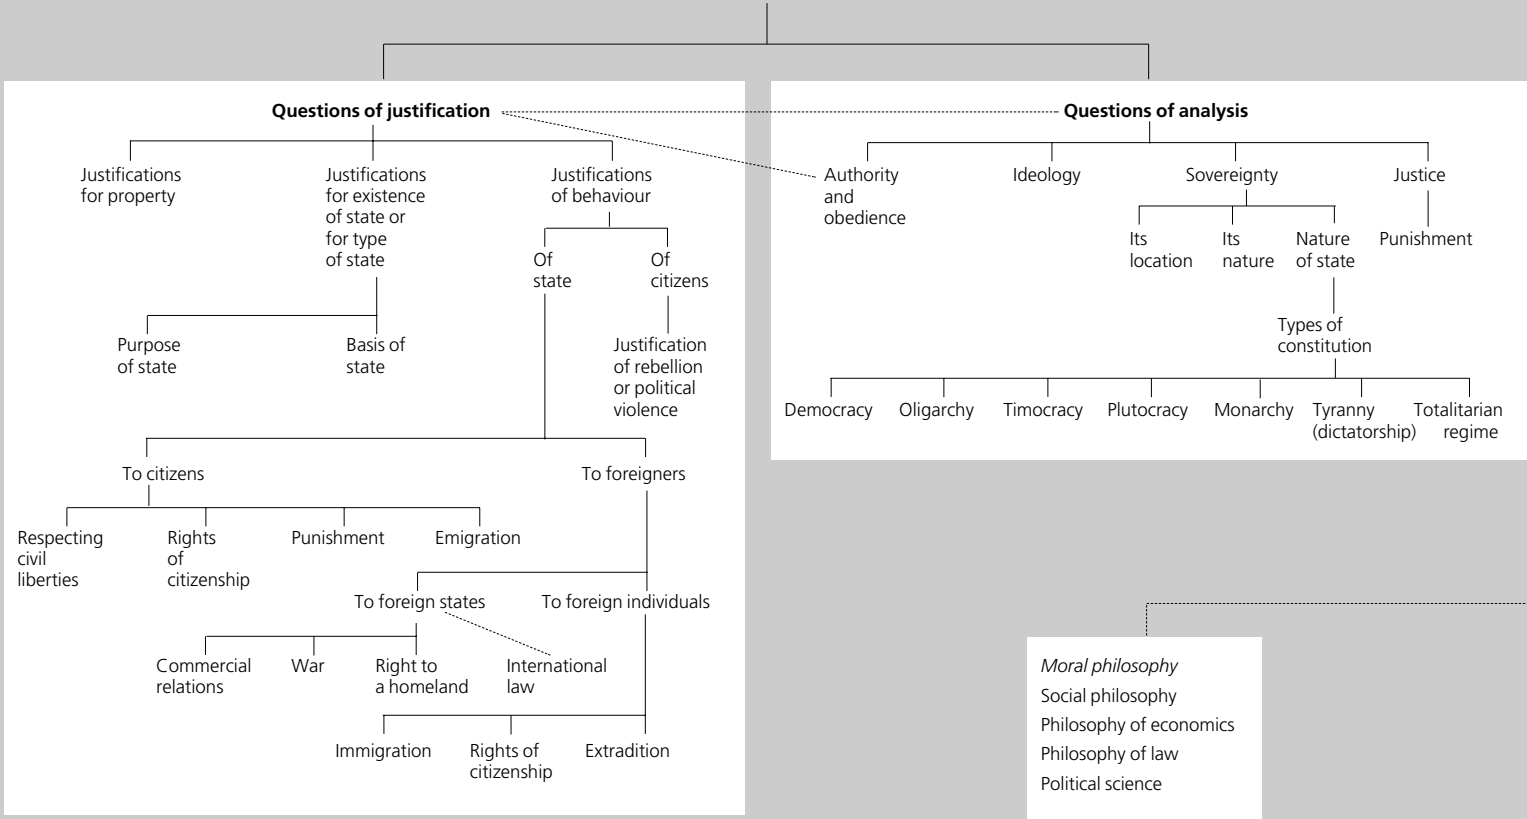 Questions of justification
Justifications
for property
Justifications
for existence
of state or
for type
of state
Justifications
of behaviour
Of
state
Of
citizens
Purpose
of state
Basis of
state
Justification
of rebellion
or political
violence
To citizens
To foreigners
Respecting
civil
liberties
Rights
of
citizenship
Punishment
Emigration
To foreign states
To foreign individuals
Commercial
relations
War
Right to
a homeland
International
law
Immigration
Rights of
citizenship
Extradition
Questions of analysis
Authority
and
obedience
Ideology
Sovereignty
Justice
Its
location
Its
nature
Nature
of state
Punishment
Types of
constitution
Democracy
Oligarchy
Timocracy
Plutocracy
Monarchy
Tyranny
(dictatorship)
Totalitarian
regime
Moral philosophy
Social philosophy
Philosophy of economics
Philosophy of law
Political science